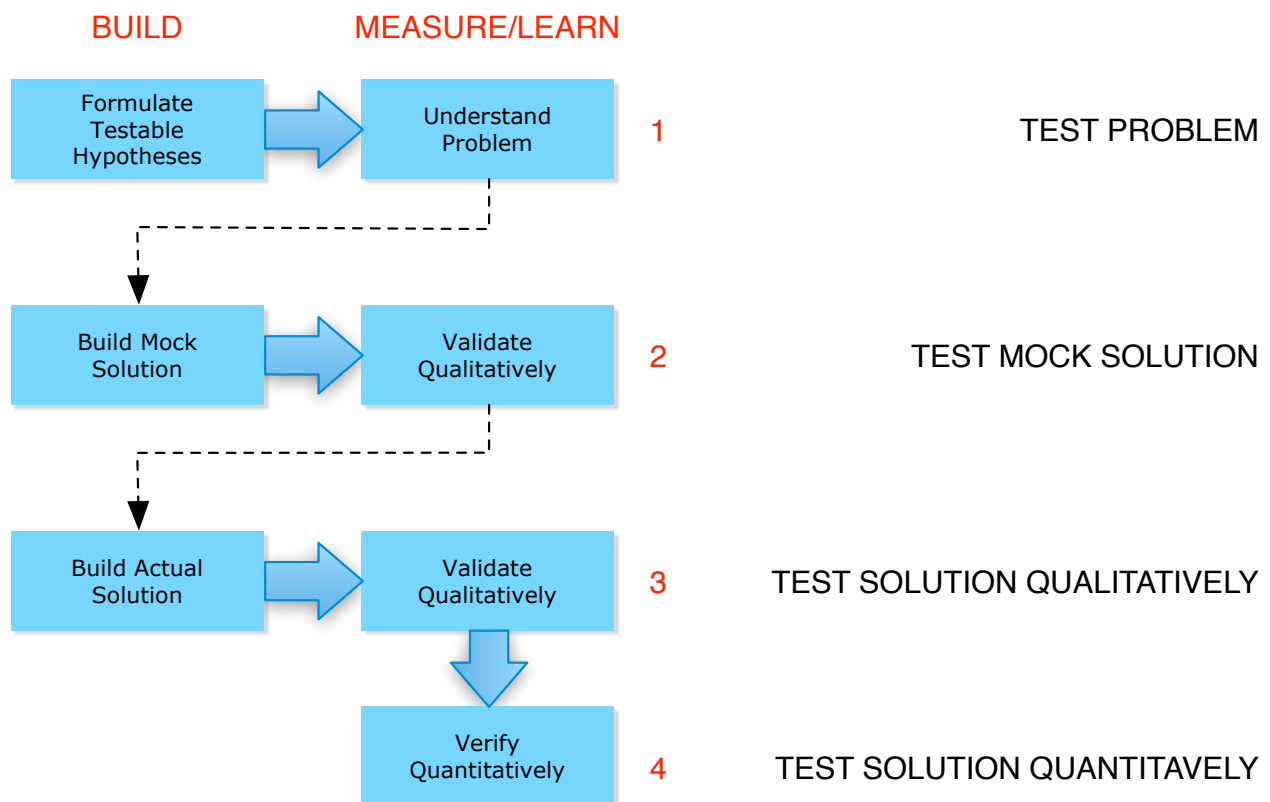 BUILD MEASURE/LEARN
Formulate
Testable
Hypotheses
Understand
Problem
1
TEST PROBLEM
Build Mock
Solution
Validate
Qualitatively
2
TEST MOCK SOLUTION
Build Actual
Solution
Validate
Qualitatively
3
TEST SOLUTION QUALITATIVELY
Verify
Quantitatively
4
TEST SOLUTION QUANTITAVELY